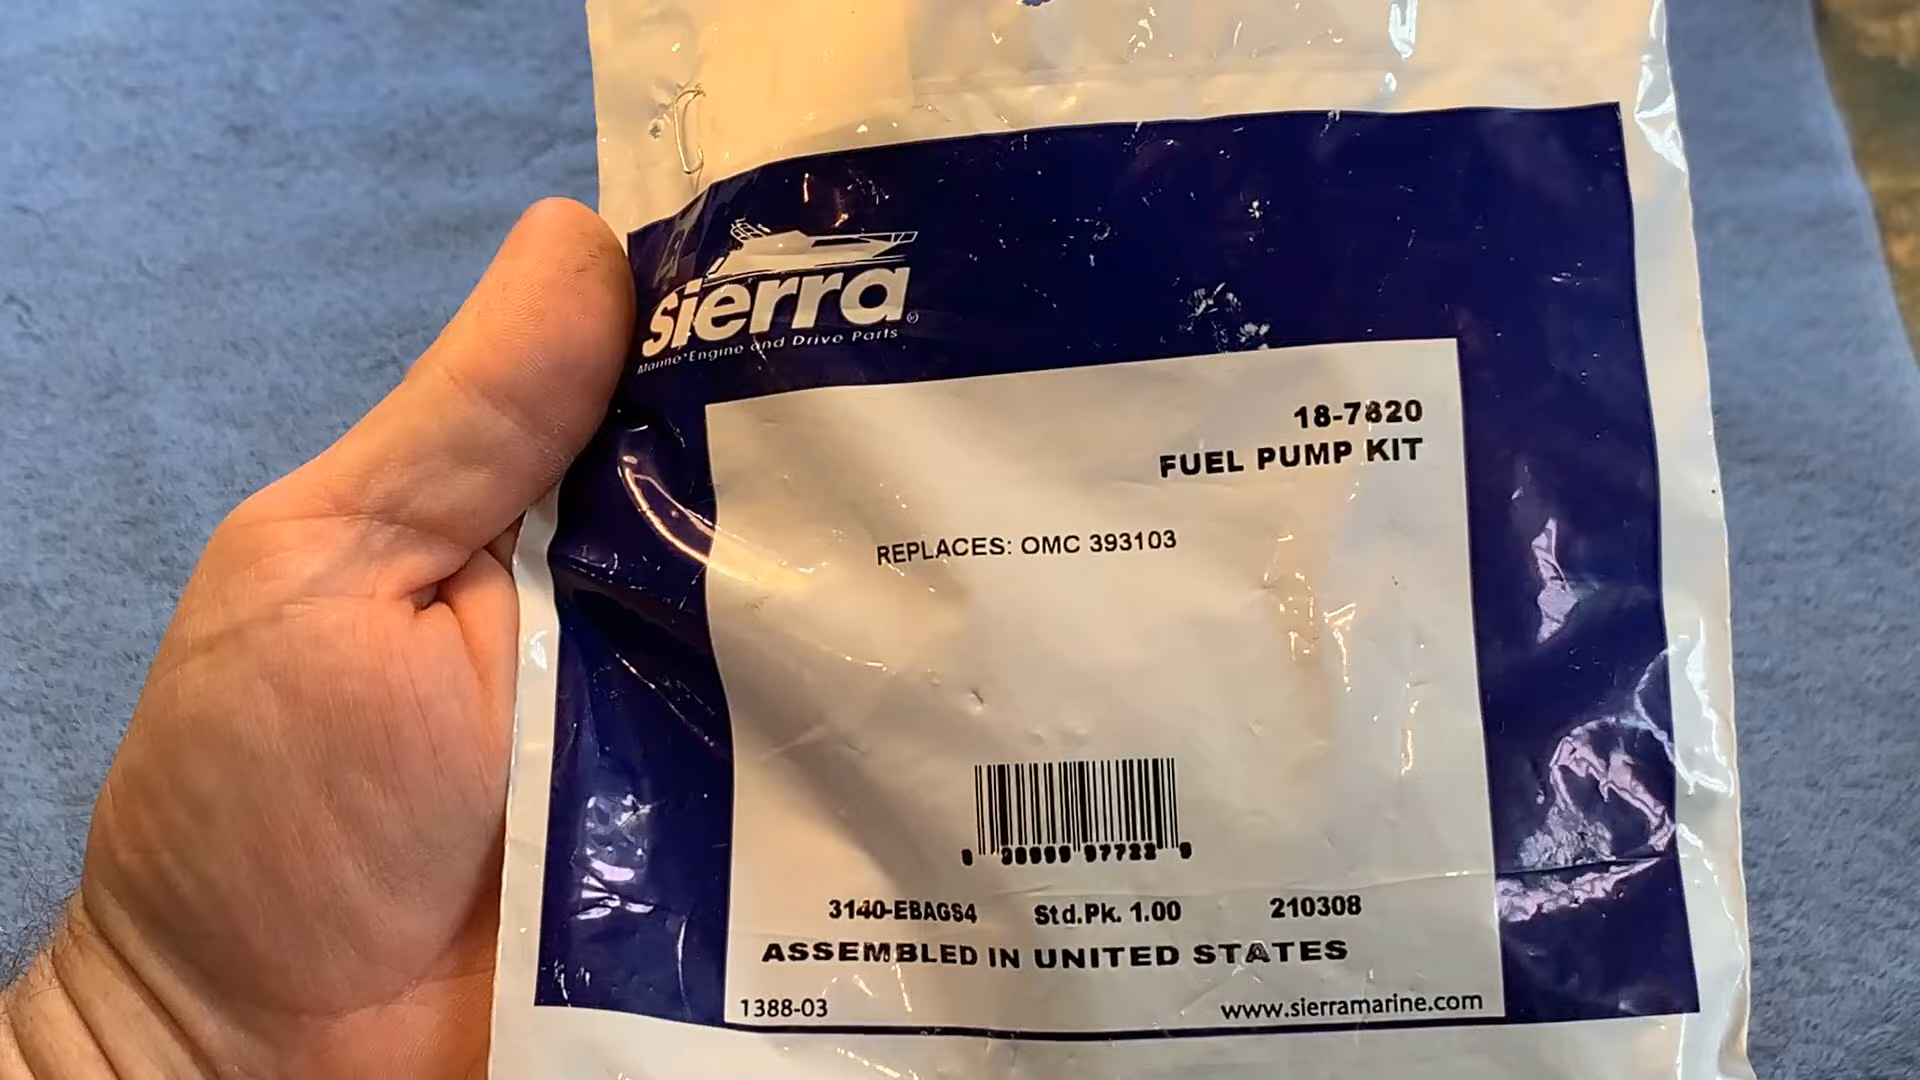 sierra®
Marine Engine and Drive Parts
18-7820
FUEL PUMP KIT
REPLACES: OMC 393103
3140-EBAGS4 Std.Pk. 1.00 210308
ASSEMBLED IN UNITED STATES
1388-03 www.sierramarine.com